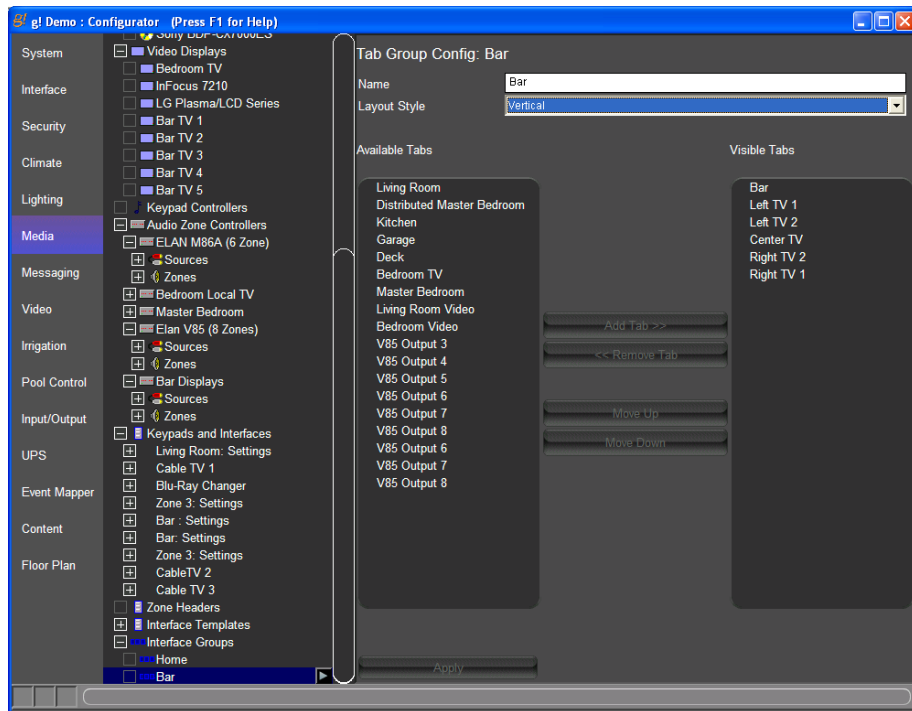 g! Demo : Configurator (Press F1 for Help)
System
Interface
Security
Climate
Lighting
Media
Messaging
Video
Irrigation
Pool Control
Input/Output
UPS
Event Mapper
Content
Floor Plan
Sony BDP-CX7000ES
Video Displays
Bedroom TV
InFocus 7210
LG Plasma/LCD Series
Bar TV 1
Bar TV 2
Bar TV 3
Bar TV 4
Bar TV 5
Keypad Controllers
Audio Zone Controllers
ELAN M86A (6 Zone)
Sources
Zones
Bedroom Local TV
Master Bedroom
Elan V85 (8 Zones)
Sources
Zones
Bar Displays
Sources
Zones
Keypads and Interfaces
Living Room: Settings
Cable TV 1
Blu-Ray Changer
Zone 3: Settings
Bar : Settings
Bar: Settings
Zone 3: Settings
CableTV 2
Cable TV 3
Zone Headers
Interface Templates
Interface Groups
Home
Bar
Tab Group Config: Bar
Name
Bar
Layout Style
Vertical
Available Tabs
Living Room
Distributed Master Bedroom
Kitchen
Garage
Deck
Bedroom TV
Master Bedroom
Living Room Video
Bedroom Video
V85 Output 3
V85 Output 4
V85 Output 5
V85 Output 6
V85 Output 7
V85 Output 8
V85 Output 6
V85 Output 7
V85 Output 8
Add Tab >>
<< Remove Tab
Move Up
Move Down
Visible Tabs
Bar
Left TV 1
Left TV 2
Center TV
Right TV 2
Right TV 1
Apply